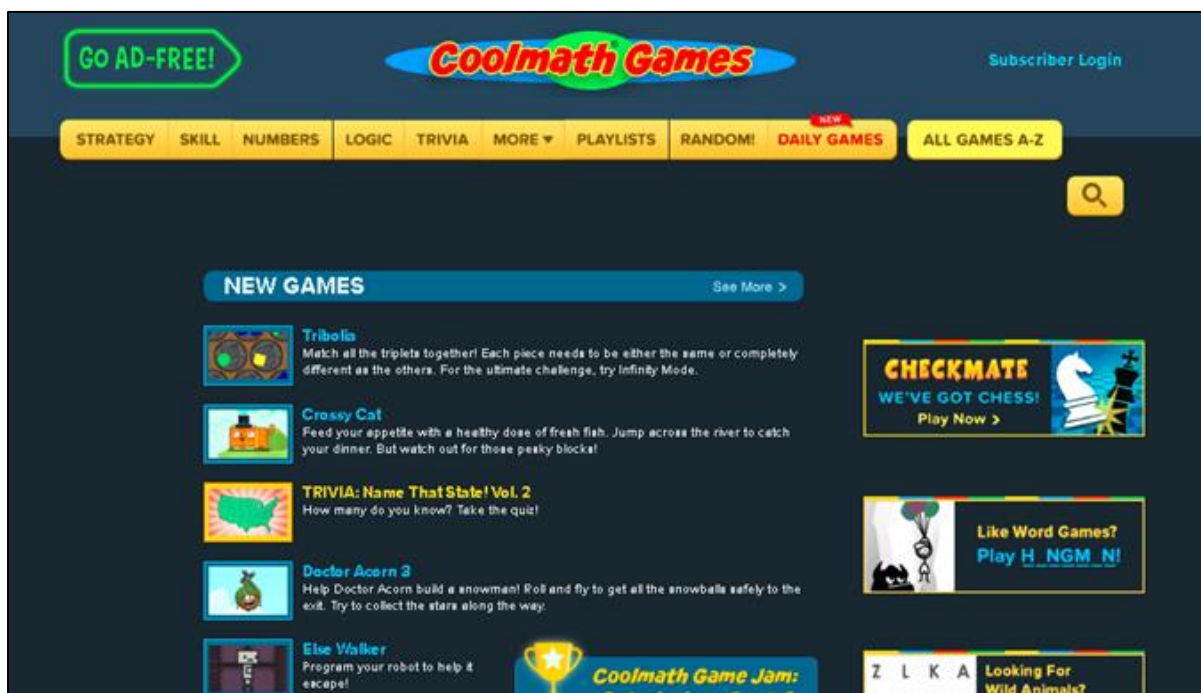 GO AD-FREE!
Coolmath Games
Subscriber Login
STRATEGY SKILL NUMBERS LOGIC TRIVIA MORE PLAYLISTS RANDOM! NEW DAILY GAMES ALL GAMES A-Z
NEW GAMES
See More >
Tribolia
Match all the triplets together! Each piece needs to be either the same or completely
different as the others. For the ultimate challenge, try Infinity Mode.
Crossy Cat
Feed your appetite with a healthy dose of fresh fish. Jump across the river to catch
your dinner. But watch out for those pesky blocks!
TRIVIA: Name That State! Vol. 2
How many do you know? Take the quiz!
Doctor Acorn 3
Help Doctor Acorn build a snowman! Roll and fly to get all the snowballs safely to the
exit. Try to collect the stars along the way.
Else Walker
Program your robot to help it
escape!
Coolmath Game Jam:
CHECKMATE
WE'VE GOT CHESS!
Play Now >
Like Word Games?
Play H_NGM_N!
Z L K A
Looking For
Wild Animals?